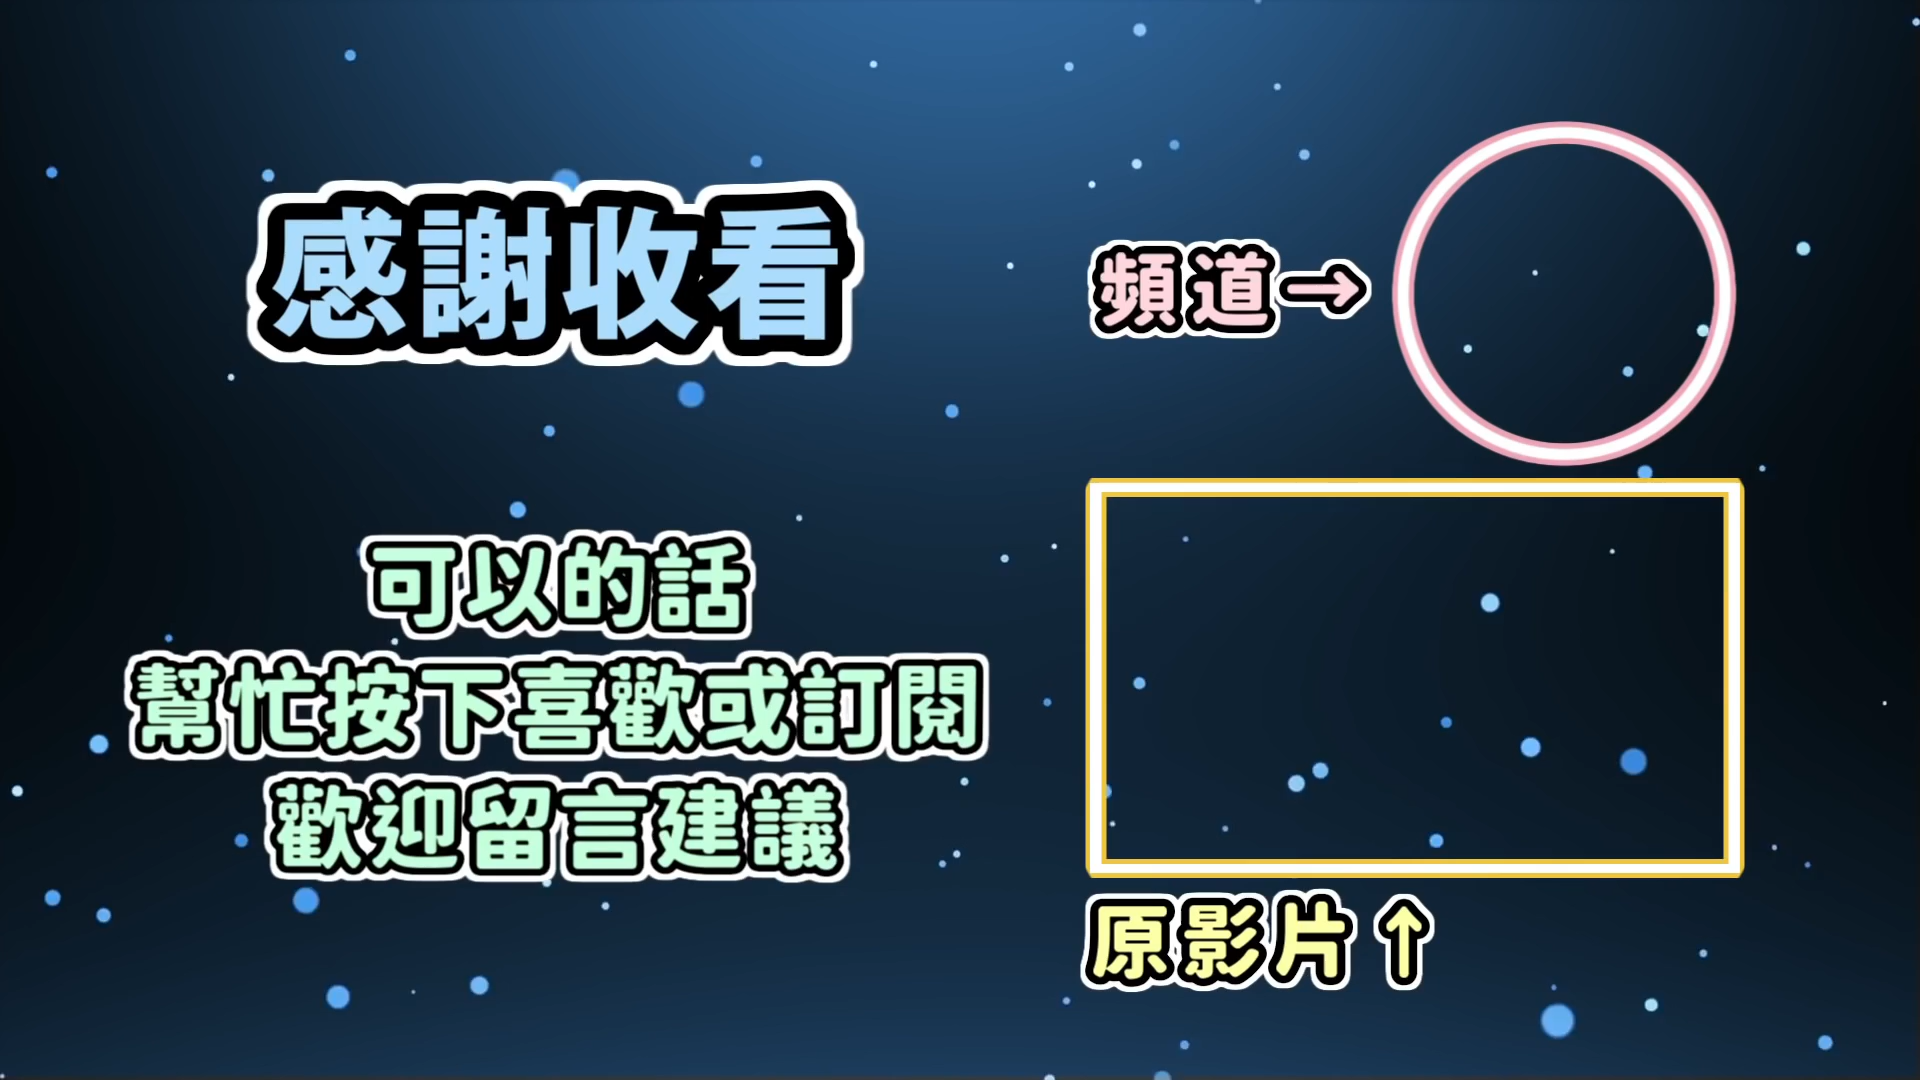 感謝收看
頻道→
可以的話
幫忙按下喜歡或訂閱
歡迎留言建議
原影片↑